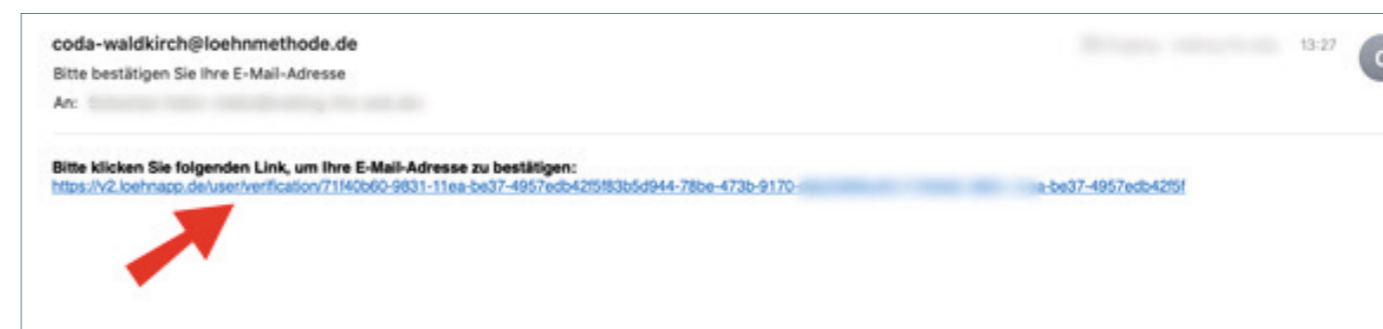 coda-waldkirch@loehnmethode.de
13:27
Bitte bestätigen Sie Ihre E-Mail-Adresse
An:
Bitte klicken Sie folgenden Link, um Ihre E-Mail-Adresse zu bestätigen:
https://v2.loehnapp.de/user/verification/71f40b60-9831-11ea-be37-4957edb42f5f83b5d944-78be-473b-9170- a-be37-4957edb42f5f